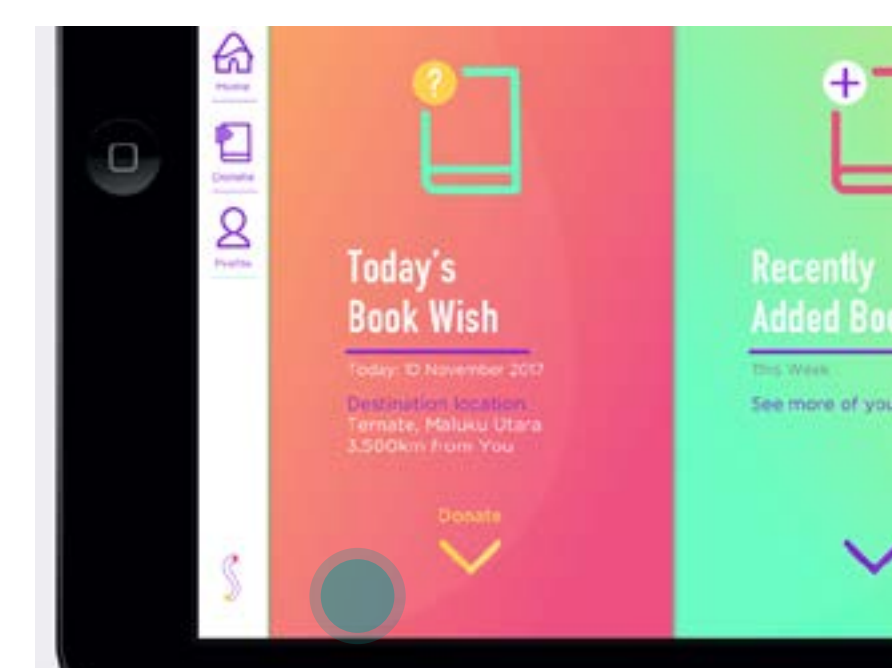 Home
Donate
Profile
?
Today's
Book Wish
Today: 10 November 2017
Destination location
Ternate, Maluku Utara
3.500km from You
Donate
Recently
Added Boo
This Week
See more of you